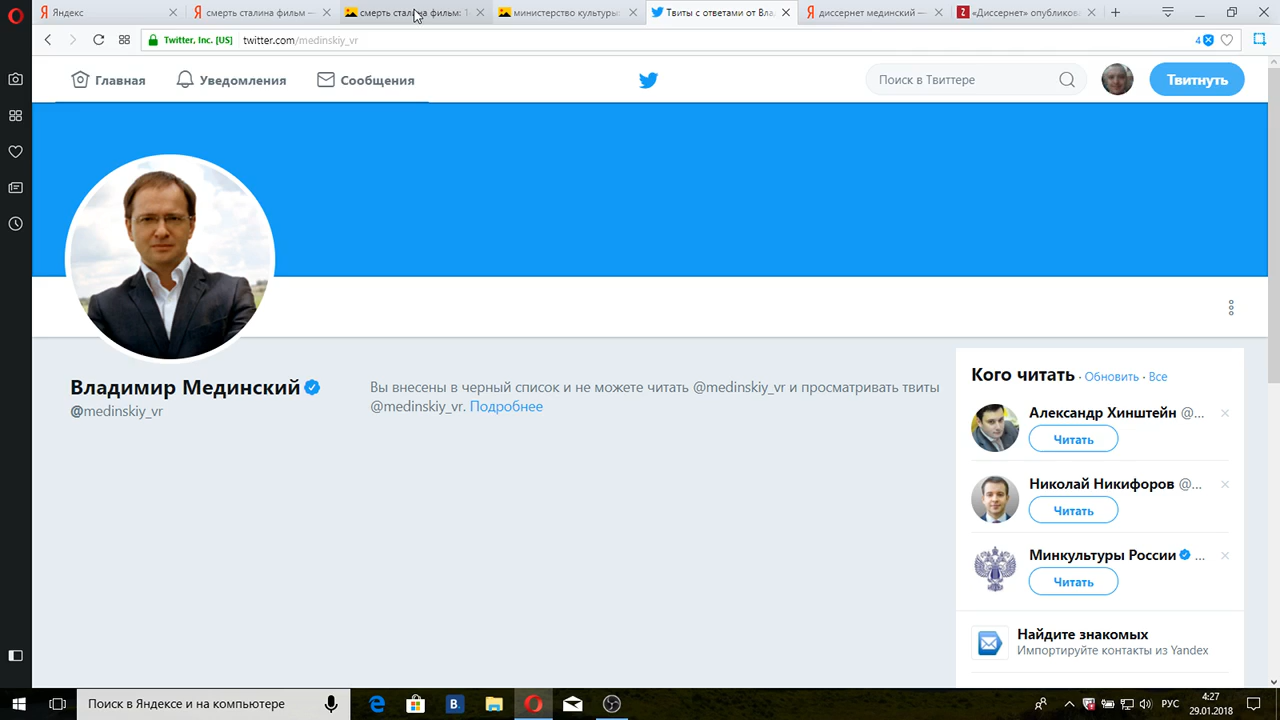 Яндекс
смерть сталина фильм —
смерть сталина фильм
министерство культуры
Твиты с ответами от Вла
диссернет мединский —
«Диссернет» опубликов
Twitter, Inc. [US]
twitter.com/medinskiy_vr
4
Главная
Уведомления
Сообщения
Поиск в Твиттере
Твитнуть
Владимир Мединский
@medinskiy_vr
Вы внесены в черный список и не можете читать @medinskiy_vr и просматривать твиты
@medinskiy_vr. Подробнее
Кого читать · Обновить · Все
Александр Хинштейн @...
Читать
Николай Никифоров @...
Читать
Минкультуры России ...
Читать
Найдите знакомых
Импортируйте контакты из Yandex
Поиск в Яндексе и на компьютере
B.
РУС
4:27
29.01.2018